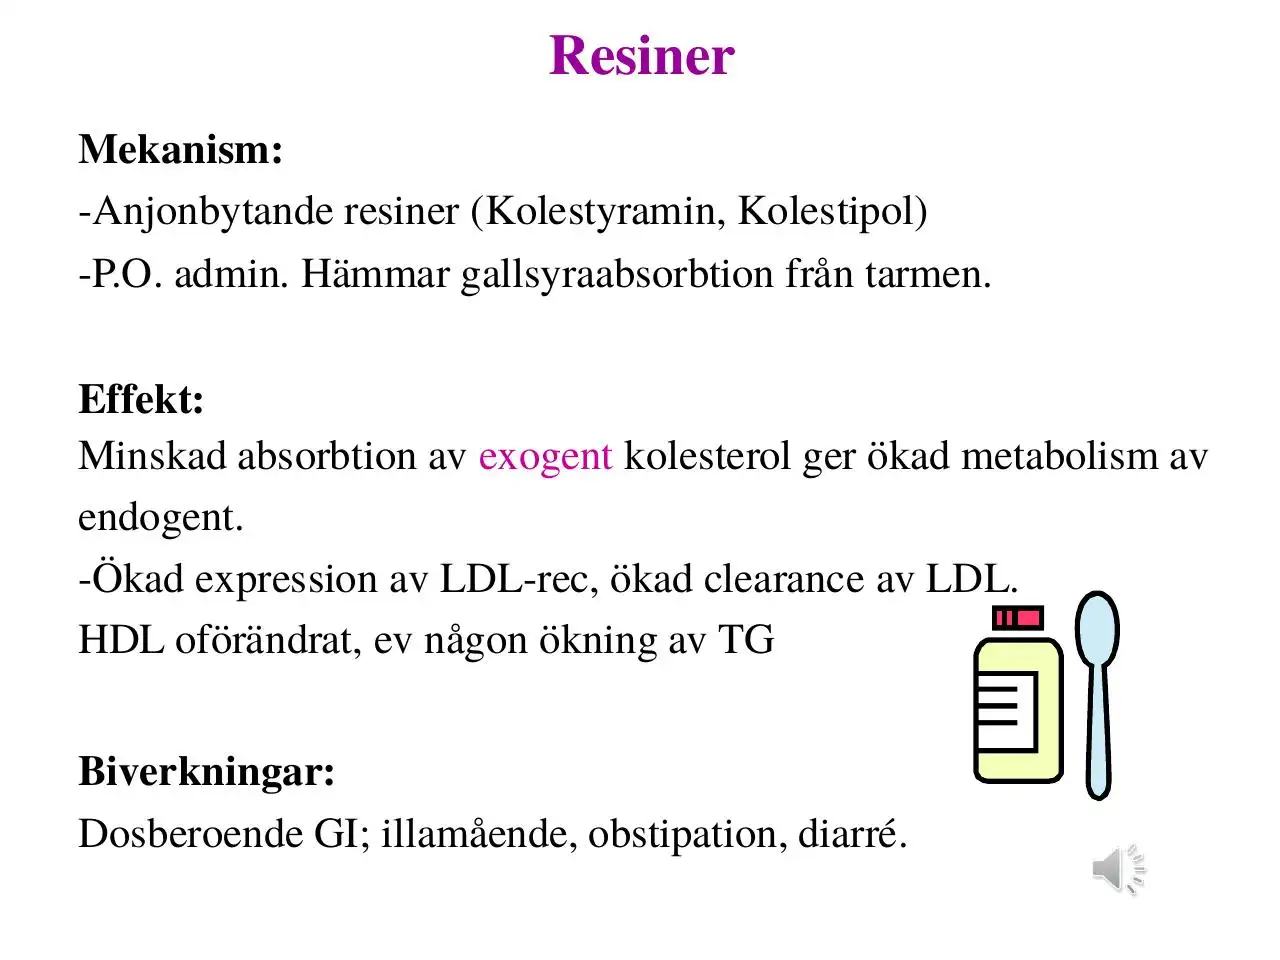 Resiner
Mekanism:
-Anjonbytande resiner (Kolestyramin, Kolestipol)
-P.O. admin. Hämmar gallsyraabsorbtion från tarmen.
Effekt:
Minskad absorbtion av exogent kolesterol ger ökad metabolism av
endogent.
-Ökad expression av LDL-rec, ökad clearance av LDL.
HDL oförändrat, ev någon ökning av TG
Biverkningar:
Dosberoende GI; illamående, obstipation, diarré.